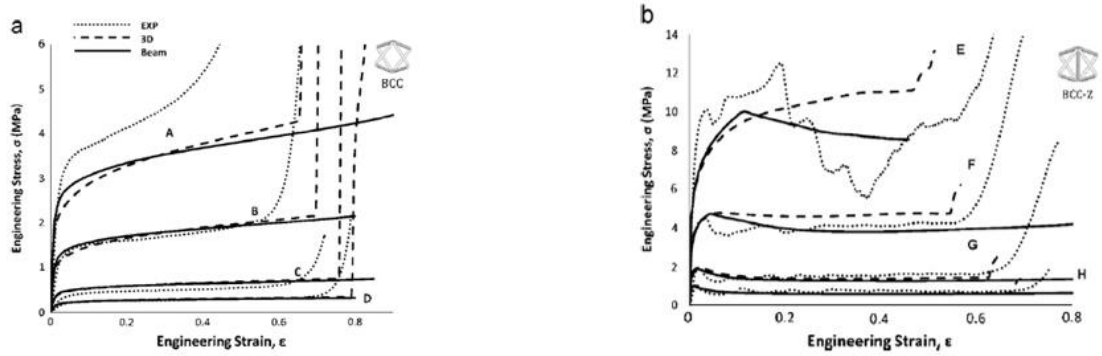 a
EXP
3D
Beam
BCC
6
5
4
3
2
1
0
A
B
C
D
0
0.2
0.4
0.6
0.8
Engineering Stress, σ (MPa)
Engineering Strain, ε
b
BCC-Z
14
12
10
8
6
4
2
0
E
F
G
H
0
0.2
0.4
0.6
0.8
Engineering Stress, σ (MPa)
Engineering Strain, ε